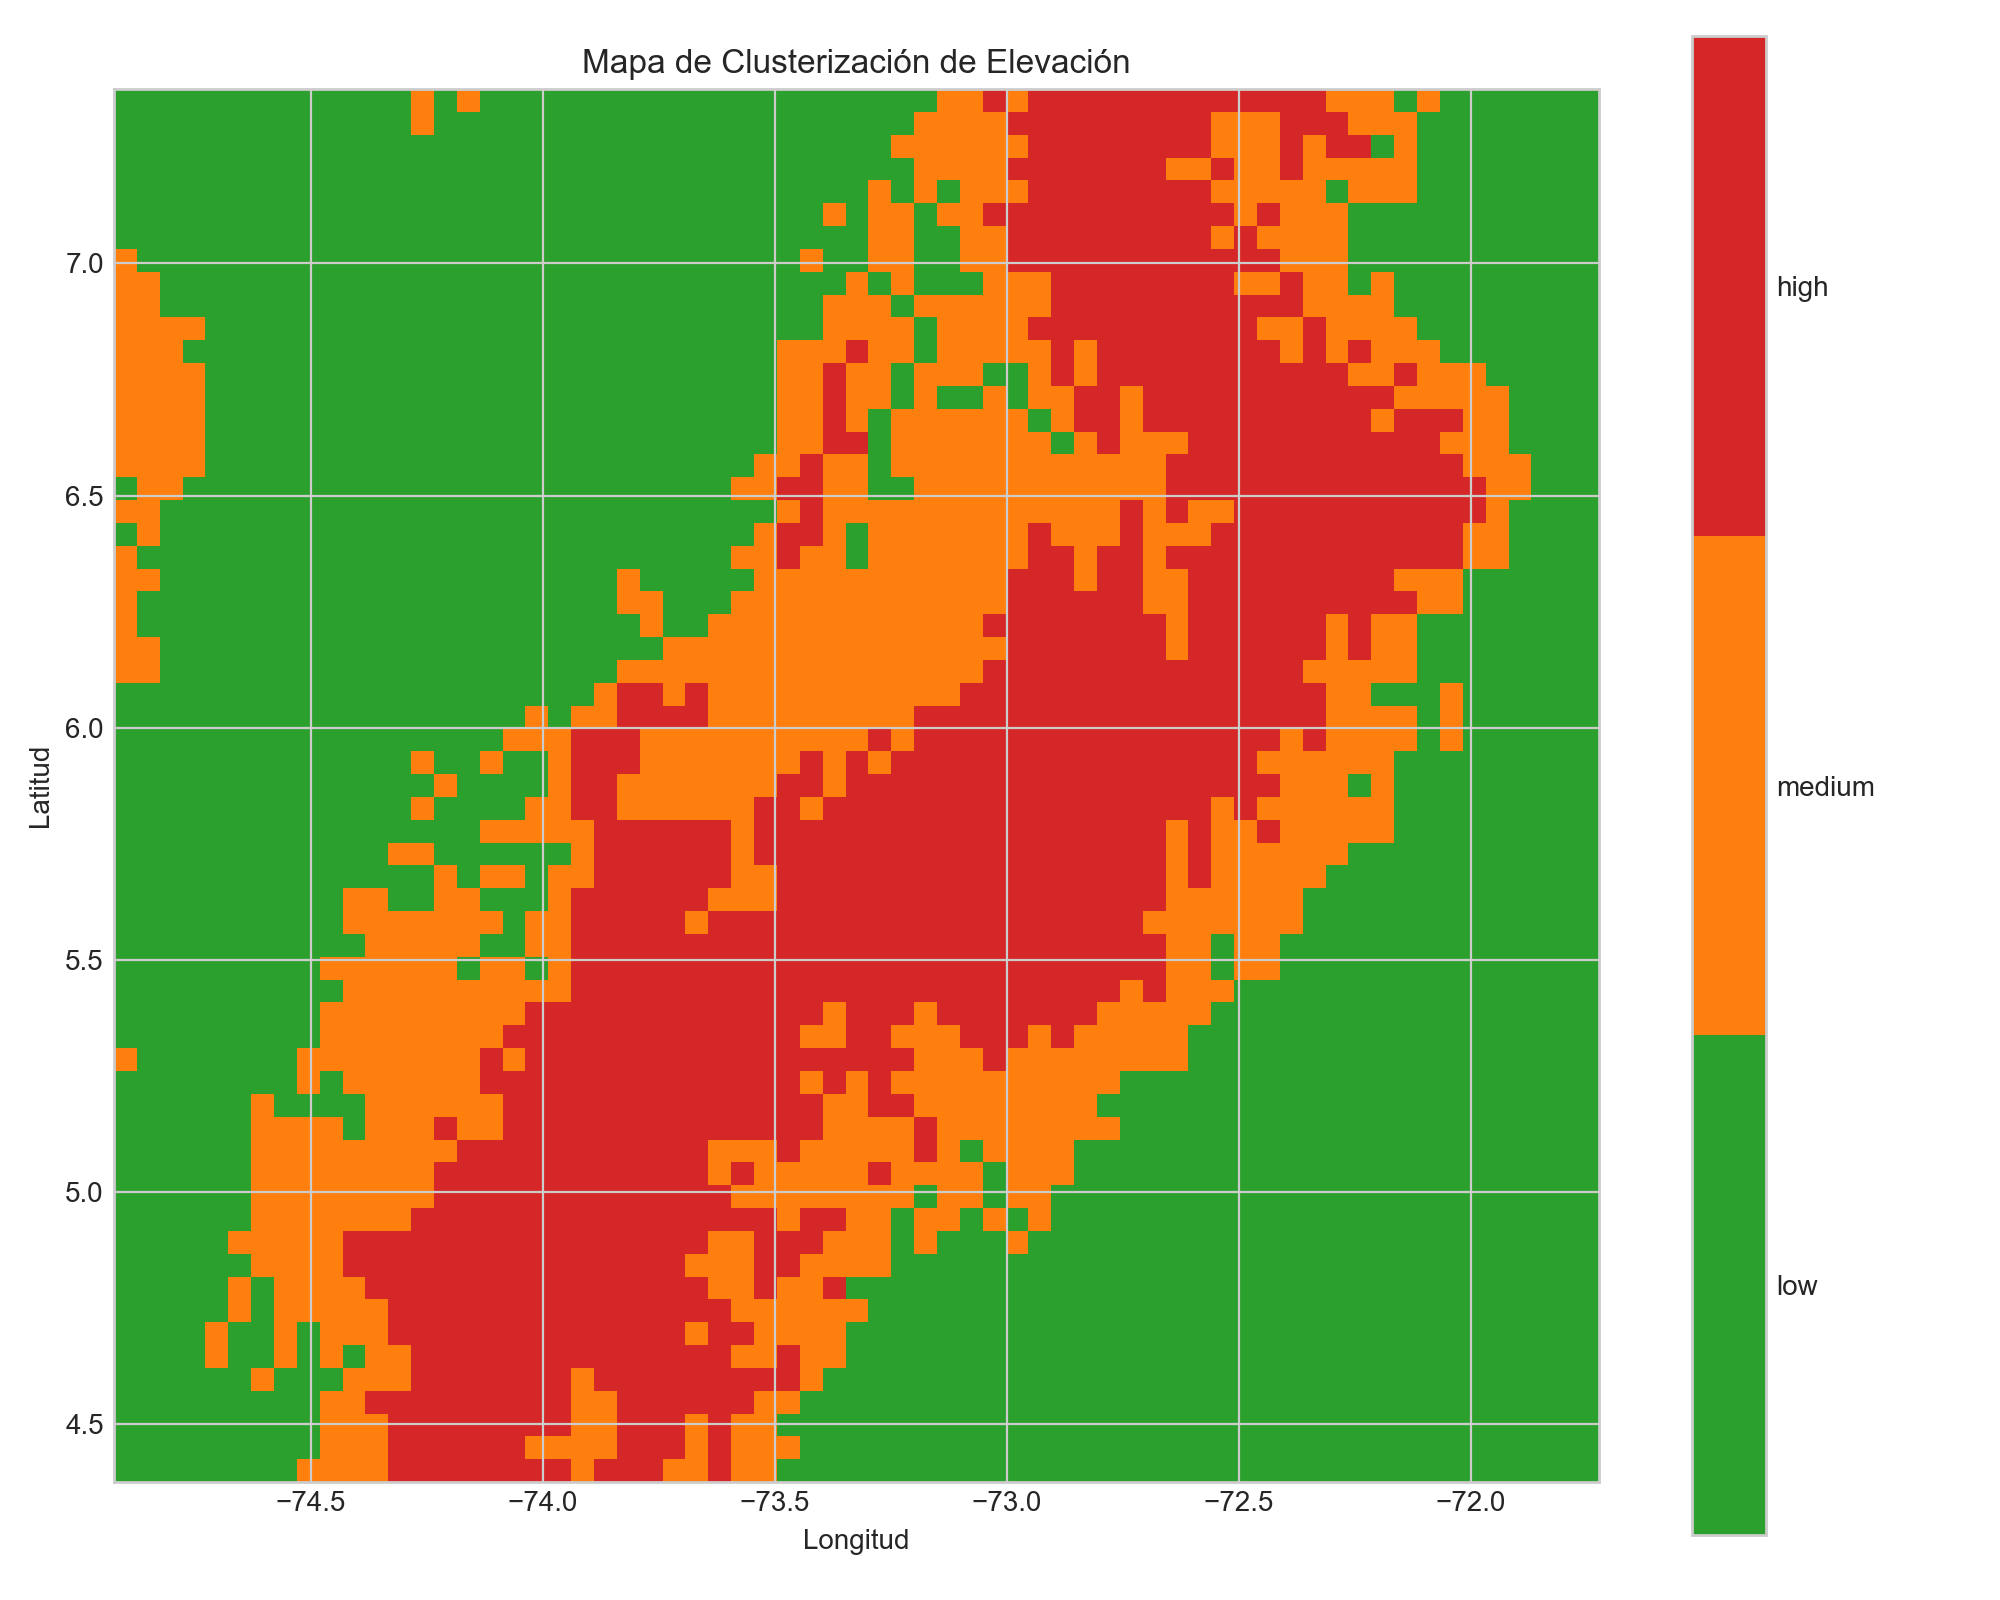 Mapa de Clusterización de Elevación
high
medium
low
Latitud
7.0
6.5
6.0
5.5
5.0
4.5
−74.5 −74.0 −73.5 −73.0 −72.5 −72.0
Longitud